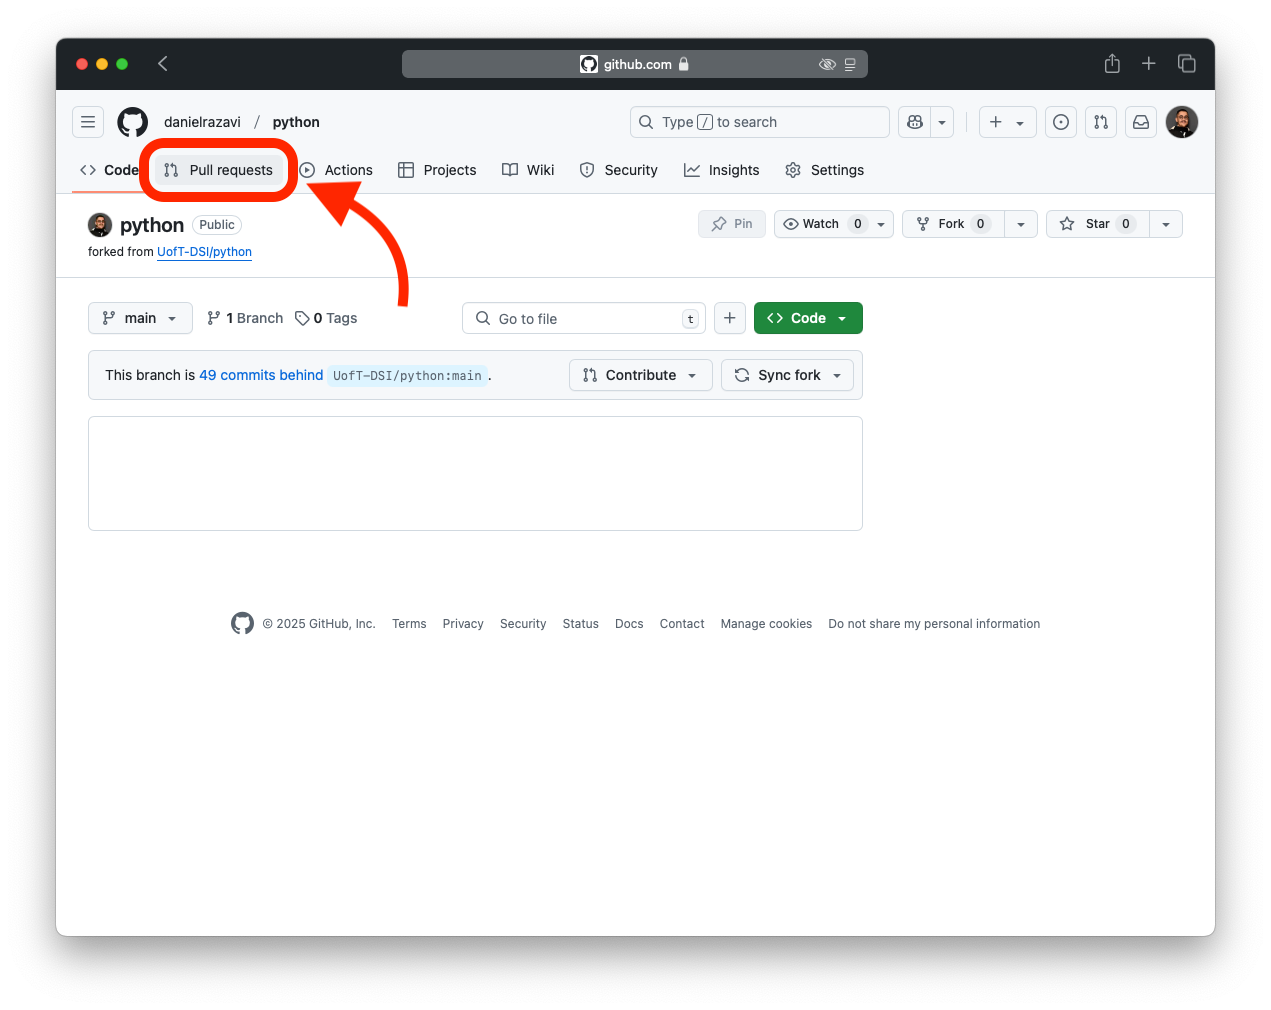 github.com
danielrazavi / python
Type / to search
Code Pull requests Actions Projects Wiki Security Insights Settings
python Public
Pin Watch 0 Fork 0 Star 0
forked from UofT-DSI/python
main 1 Branch 0 Tags Go to file t Code
This branch is 49 commits behind UofT-DSI/python:main. Contribute Sync fork
© 2025 GitHub, Inc. Terms Privacy Security Status Docs Contact Manage cookies Do not share my personal information